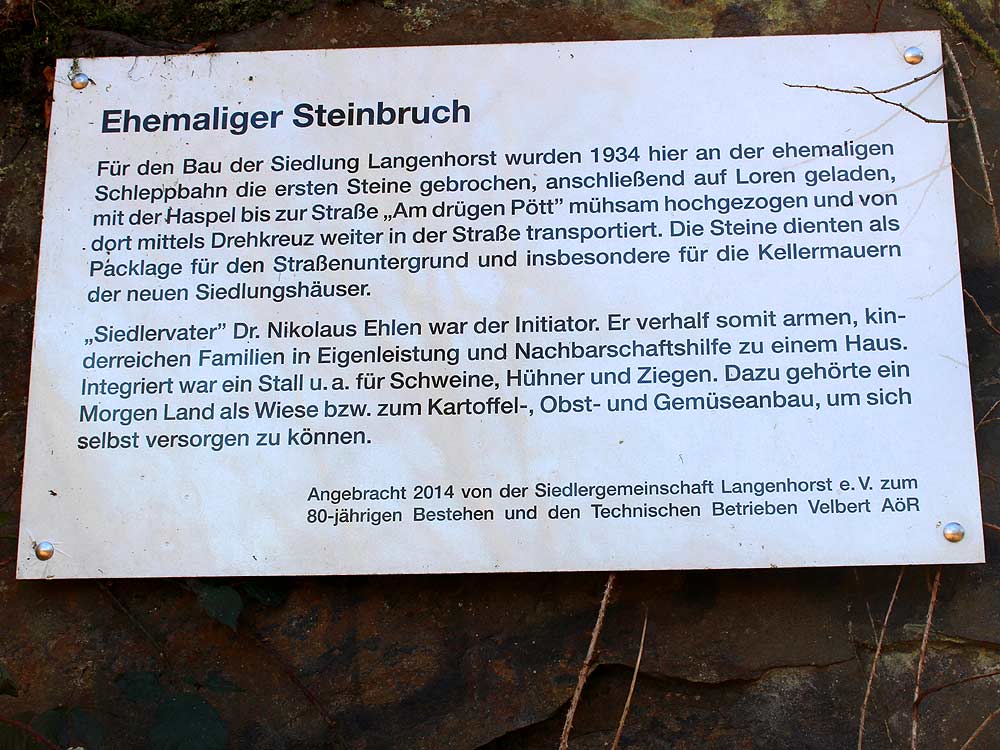 Ehemaliger Steinbruch
Für den Bau der Siedlung Langenhorst wurden 1934 hier an der ehemaligen
Schleppbahn die ersten Steine gebrochen, anschließend auf Loren geladen,
mit der Haspel bis zur Straße „Am drügen Pött” mühsam hochgezogen und von
dort mittels Drehkreuz weiter in der Straße transportiert. Die Steine dienten als
Packlage für den Straßenuntergrund und insbesondere für die Kellermauern
der neuen Siedlungshäuser.
„Siedlervater” Dr. Nikolaus Ehlen war der Initiator. Er verhalf somit armen, kin-
derreichen Familien in Eigenleistung und Nachbarschaftshilfe zu einem Haus.
Integriert war ein Stall u. a. für Schweine, Hühner und Ziegen. Dazu gehörte ein
Morgen Land als Wiese bzw. zum Kartoffel-, Obst- und Gemüseanbau, um sich
selbst versorgen zu können.
Angebracht 2014 von der Siedlergemeinschaft Langenhorst e. V. zum
80-jährigen Bestehen und den Technischen Betrieben Velbert AöR